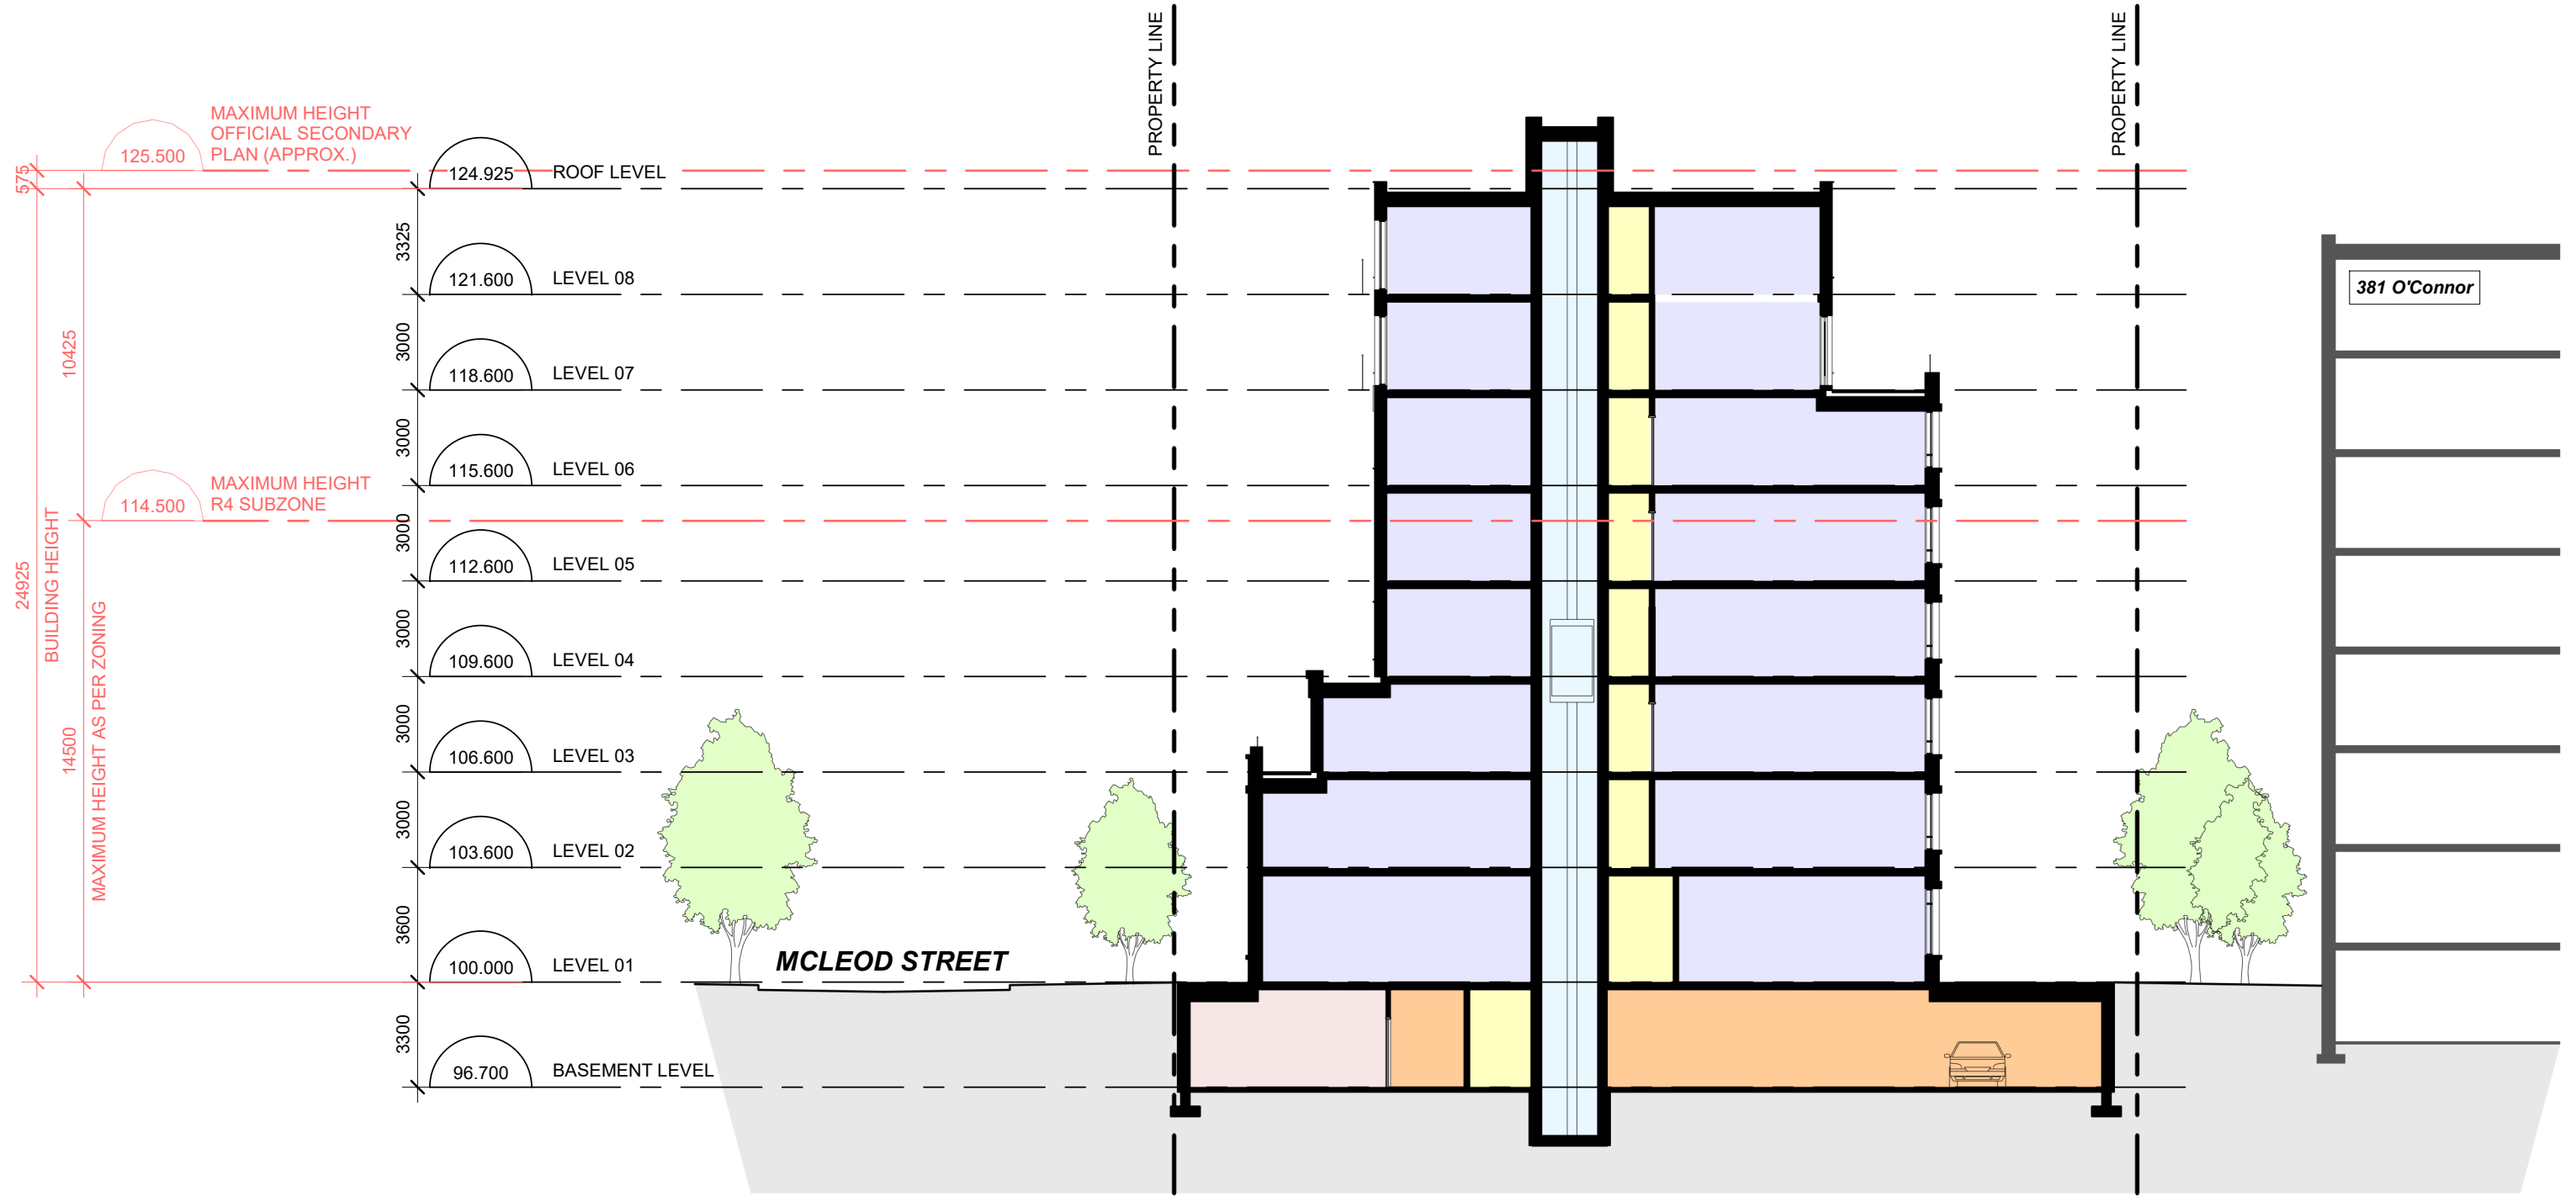 PROPERTY LINE
PROPERTY LINE
MAXIMUM HEIGHT
OFFICIAL SECONDARY
PLAN (APPROX.)
125.500
575
124.925 ROOF LEVEL
3325
121.600 LEVEL 08
381 O'Connor
10425
3000
118.600 LEVEL 07
3000
115.600 LEVEL 06
MAXIMUM HEIGHT
R4 SUBZONE
114.500
3000
112.600 LEVEL 05
24925
BUILDING HEIGHT
3000
109.600 LEVEL 04
14500
MAXIMUM HEIGHT AS PER ZONING
3000
106.600 LEVEL 03
3000
103.600 LEVEL 02
3600
100.000 LEVEL 01
MCLEOD STREET
3300
96.700 BASEMENT LEVEL